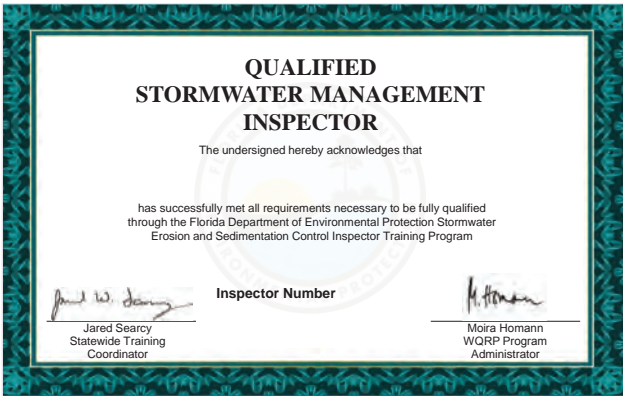 QUALIFIED
STORMWATER MANAGEMENT
INSPECTOR
The undersigned hereby acknowledges that
has successfully met all requirements necessary to be fully qualified
through the Florida Department of Environmental Protection Stormwater
Erosion and Sedimentation Control Inspector Training Program
Inspector Number
Jared Searcy
Statewide Training
Coordinator
M. Homann
Moira Homann
WQRP Program
Administrator